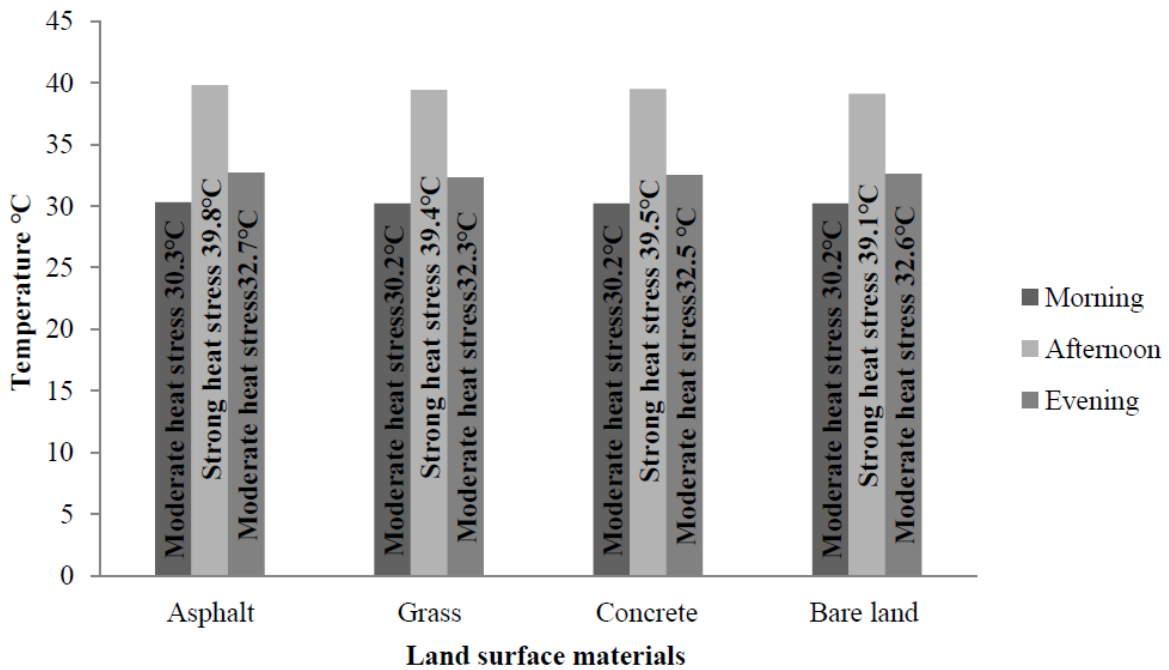 Temperature °C
45
40
35
30
25
20
15
10
5
0
Moderate heat stress 30.3°C
Strong heat stress 39.8°C
Moderate heat stress32.7°C
Moderate heat stress30.2°C
Strong heat stress 39.4°C
Moderate heat stress32.3°C
Moderate heat stress30.2°C
Strong heat stress 39.5°C
Moderate heat stress32.5 °C
Moderate heat stress 30.2°C
Strong heat stress 39.1°C
Moderate heat stress 32.6°C
Asphalt
Grass
Concrete
Bare land
Land surface materials
Morning
Afternoon
Evening